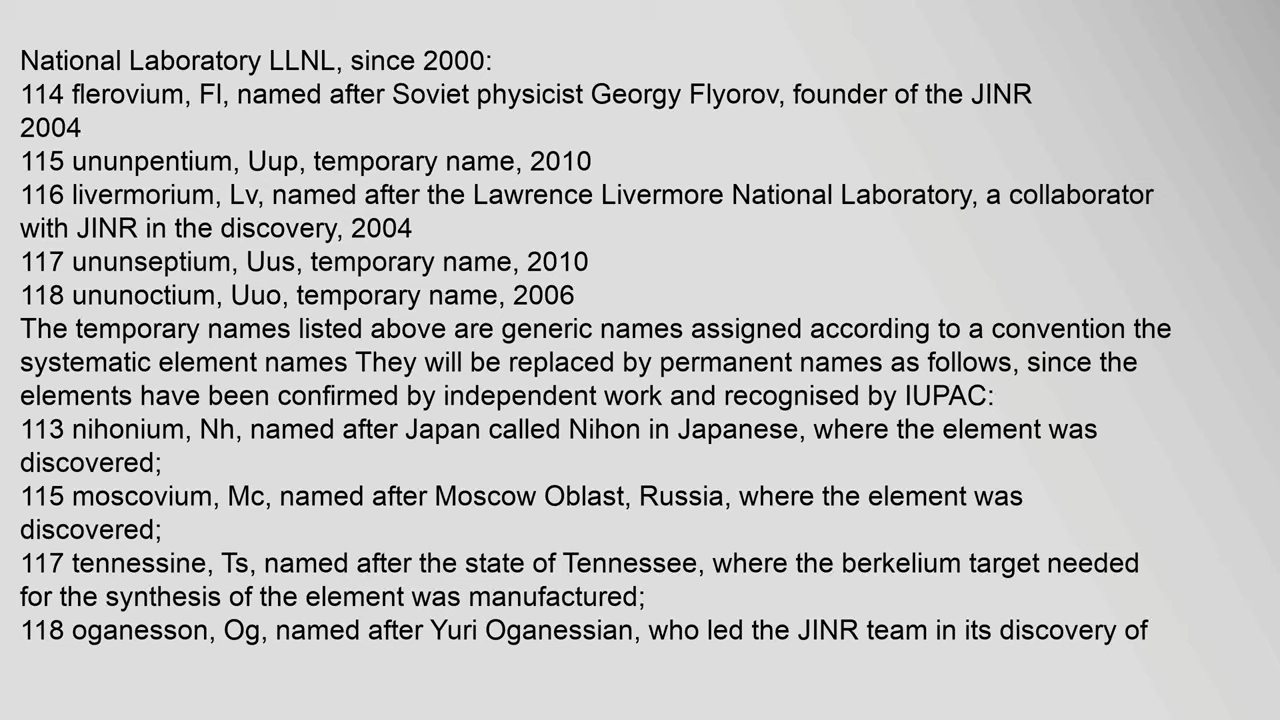 National Laboratory LLNL, since 2000:
114 flerovium, Fl, named after Soviet physicist Georgy Flyorov, founder of the JINR
2004
115 ununpentium, Uup, temporary name, 2010
116 livermorium, Lv, named after the Lawrence Livermore National Laboratory, a collaborator
with JINR in the discovery, 2004
117 ununseptium, Uus, temporary name, 2010
118 ununoctium, Uuo, temporary name, 2006
The temporary names listed above are generic names assigned according to a convention the
systematic element names They will be replaced by permanent names as follows, since the
elements have been confirmed by independent work and recognised by IUPAC:
113 nihonium, Nh, named after Japan called Nihon in Japanese, where the element was
discovered;
115 moscovium, Mc, named after Moscow Oblast, Russia, where the element was
discovered;
117 tennessine, Ts, named after the state of Tennessee, where the berkelium target needed
for the synthesis of the element was manufactured;
118 oganesson, Og, named after Yuri Oganessian, who led the JINR team in its discovery of